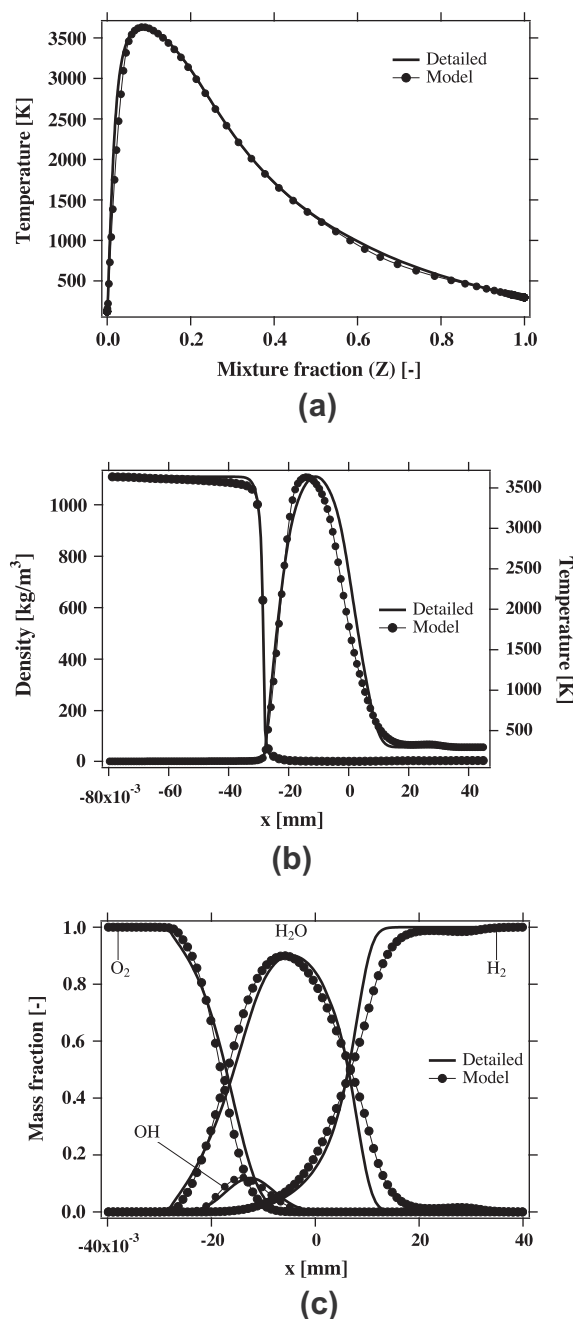 3500
3000
2500
2000
1500
1000
500
Temperature [K]
Detailed
Model
0.0 0.2 0.4 0.6 0.8 1.0
Mixture fraction (Z) [-]
(a)
1000
800
600
400
200
0
Density [kg/m³]
3500
3000
2500
2000
1500
1000
500
Temperature [K]
Detailed
Model
-80x10⁻³ -60 -40 -20 0 20 40
x [mm]
(b)
1.0
0.8
0.6
0.4
0.2
0.0
Mass fraction [-]
H₂O
O₂
H₂
OH
Detailed
Model
-40x10⁻³ -20 0 20 40
x [mm]
(c)